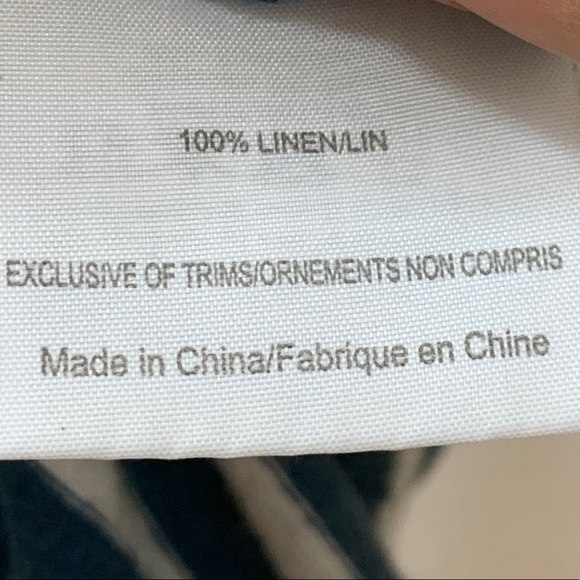 100% LINEN/LIN
EXCLUSIVE OF TRIMS/ORNEMENTS NON COMPRIS
Made in China/Fabrique en Chine